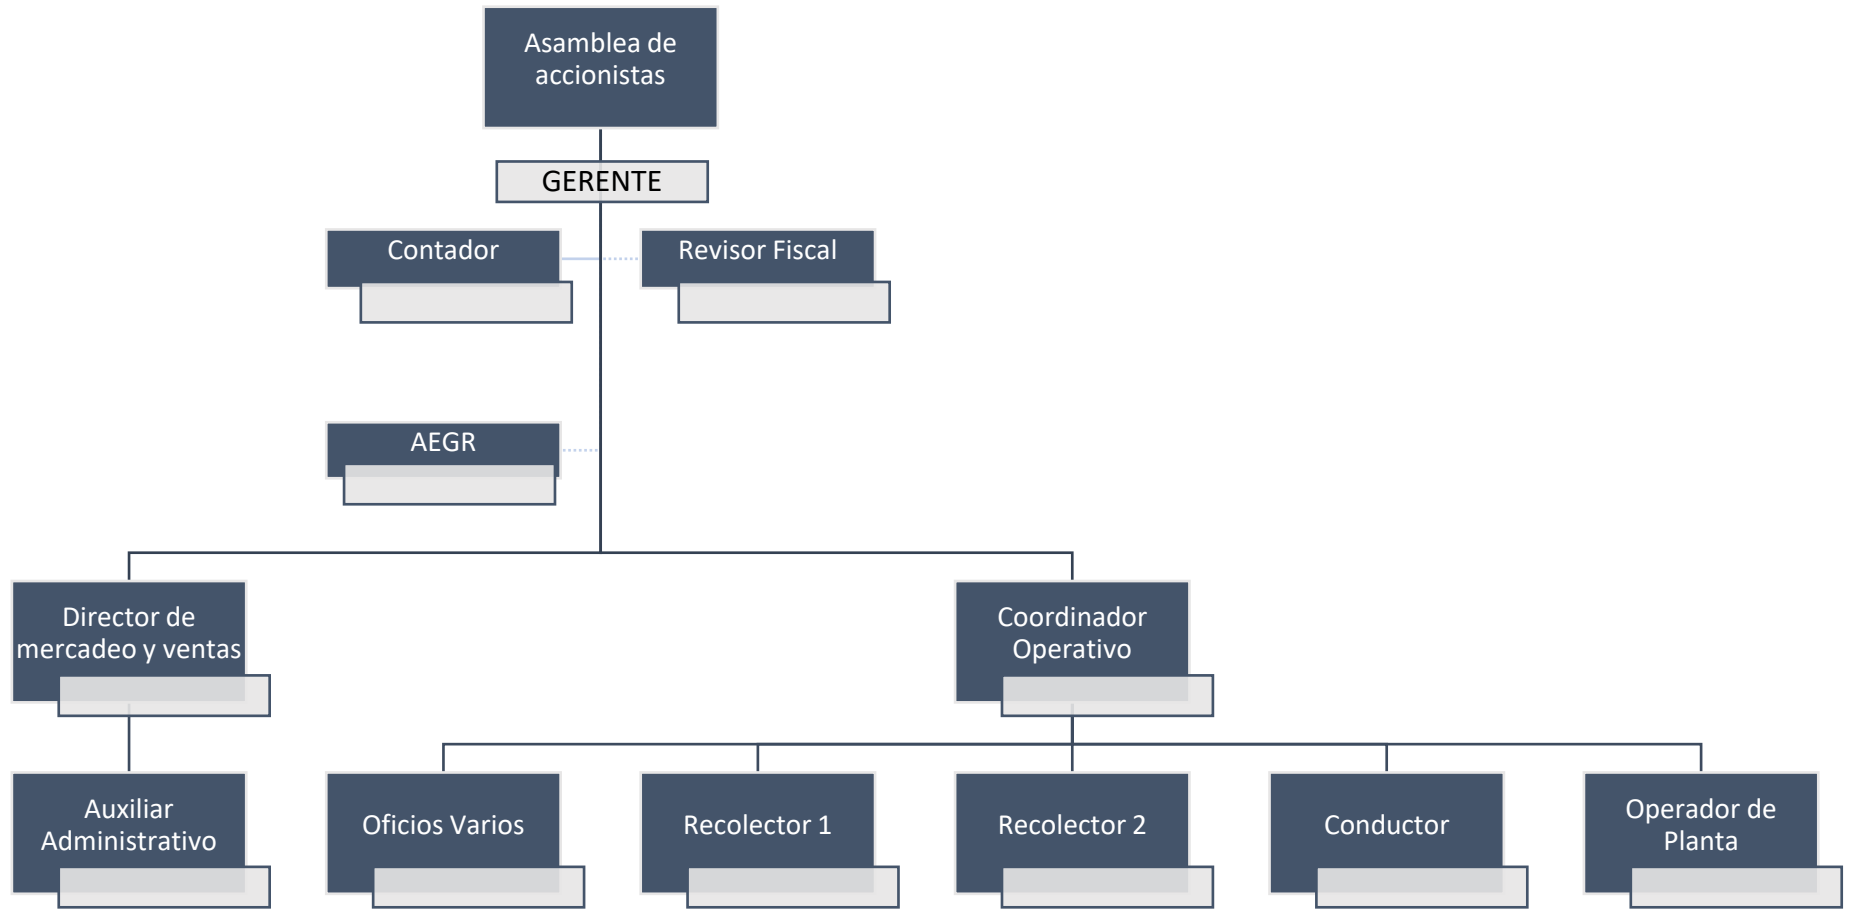 Asamblea de
accionistas
GERENTE
Contador
Revisor Fiscal
AEGR
Director de
mercadeo y ventas
Coordinador
Operativo
Auxiliar
Administrativo
Oficios Varios
Recolector 1
Recolector 2
Conductor
Operador de
Planta